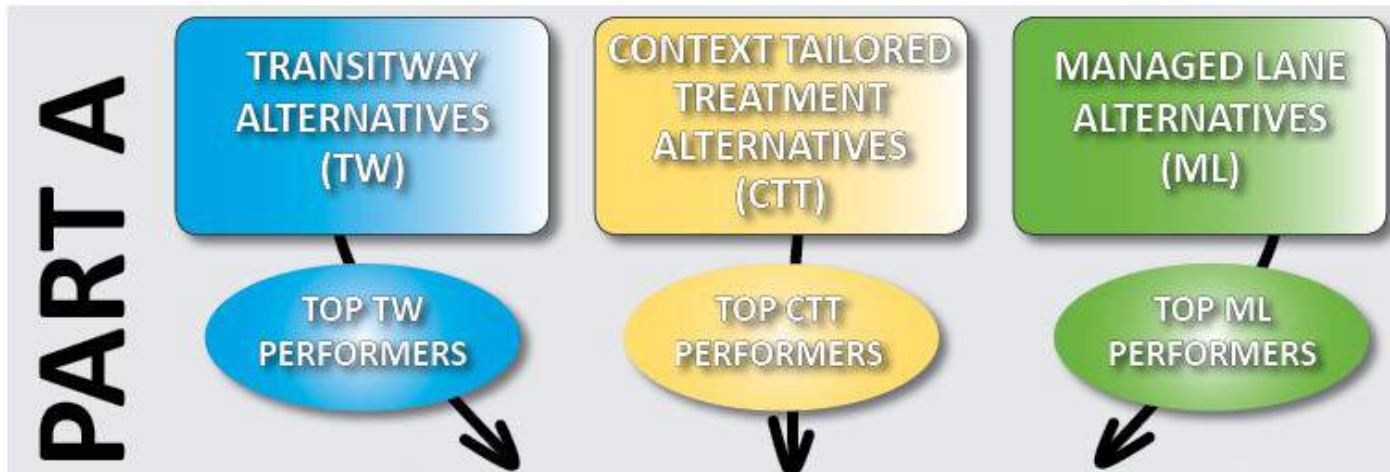 PART A
TRANSITWAY
ALTERNATIVES
(TW)
CONTEXT TAILORED
TREATMENT
ALTERNATIVES
(CTT)
MANAGED LANE
ALTERNATIVES
(ML)
TOP TW
PERFORMERS
TOP CTT
PERFORMERS
TOP ML
PERFORMERS